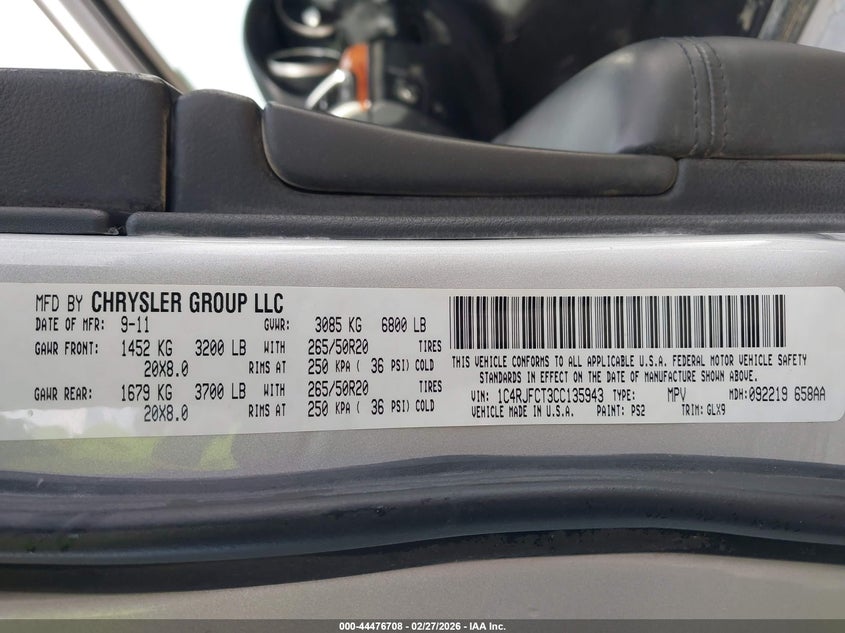 MFD BY CHRYSLER GROUP LLC
DATE OF MFR: 9-11 GVWR: 3085 KG 6800 LB
GAWR FRONT: 1452 KG 3200 LB WITH 265/50R20 TIRES
20X8.0 RIMS AT 250 KPA ( 36 PSI) COLD
GAWR REAR: 1679 KG 3700 LB WITH 265/50R20 TIRES
20X8.0 RIMS AT 250 KPA ( 36 PSI) COLD
THIS VEHICLE CONFORMS TO ALL APPLICABLE U.S.A. FEDERAL MOTOR VEHICLE SAFETY
STANDARDS IN EFFECT ON THE DATE OF MANUFACTURE SHOWN ABOVE.
VIN: 1C4RJFCT3CC135943 TYPE: MPV MDH: 092219 658AA
VEHICLE MADE IN U.S.A. PAINT: PS2 TRIM: GLX9
000-44476708 - 02/27/2026 - IAA Inc.